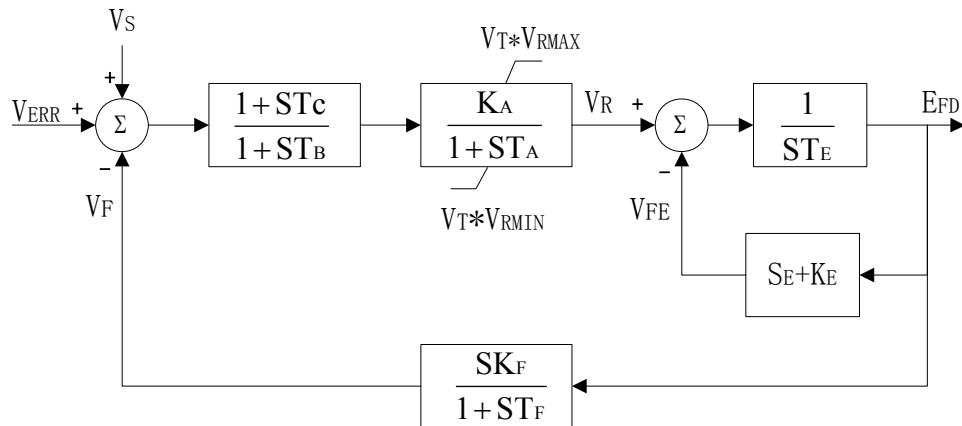 VS
VT*VRMAX
VERR
+
+
Σ
−
1+STC
1+STB
KA
1+STA
VR
+
Σ
−
1
STE
EFD
VF
VT*VRMIN
VFE
SE+KE
SKF
1+STF